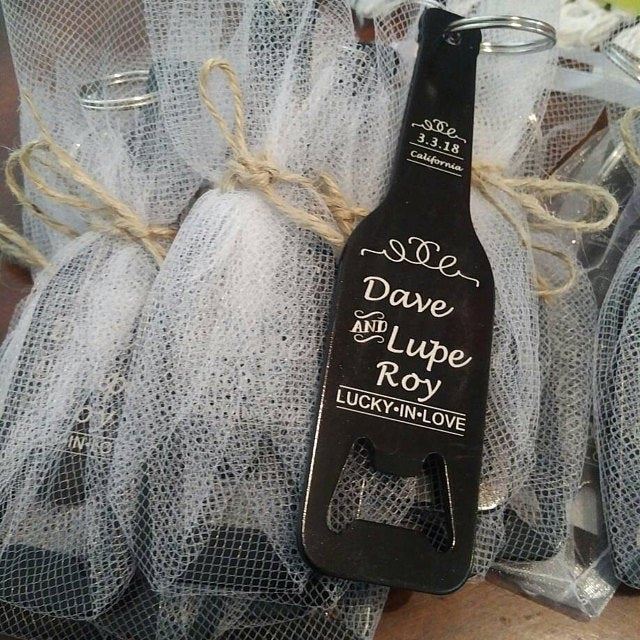 3.3.18
California
Dave
AND Lupe
Roy
LUCKY•IN•LOVE